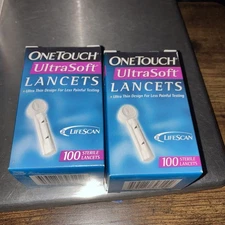 ONETOUCH
UltraSoft
LANCETS
• Ultra Thin Design For Less Painful Testing
LIFESCAN
100 STERILE
LANCETS
ONETOUCH
UltraSoft
LANCETS
• Ultra Thin Design For Less Painful Testing
LIFESCAN
100 STERILE
LANCETS